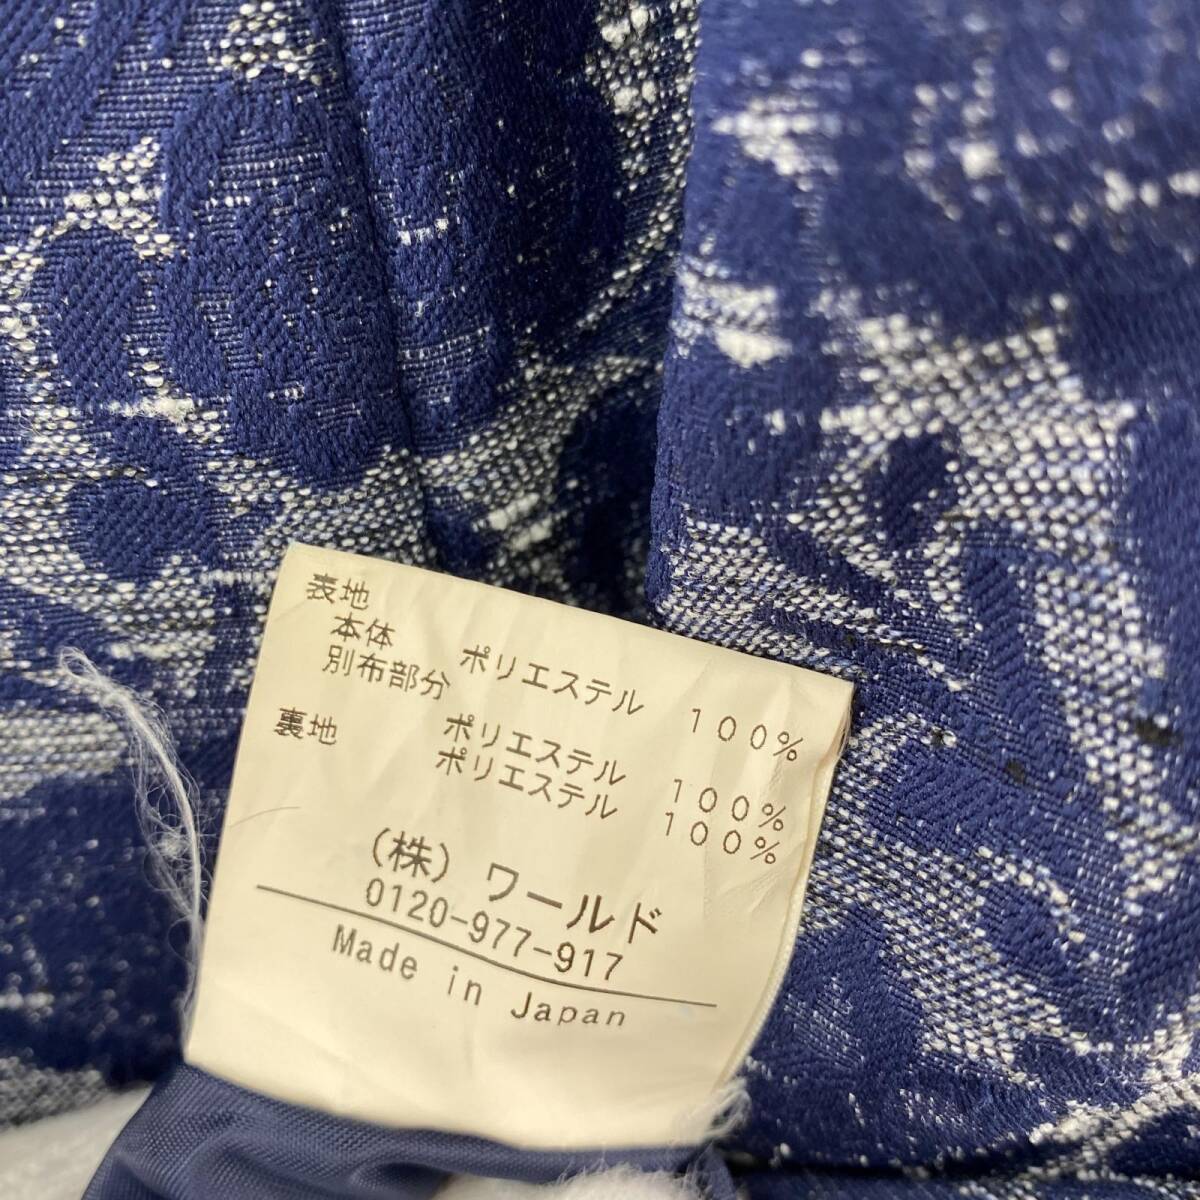 表地
本体 ポリエステル 100%
別布部分
ポリエステル 100%
裏地 ポリエステル 100%
(株) ワールド
0120-977-917
Made in Japan